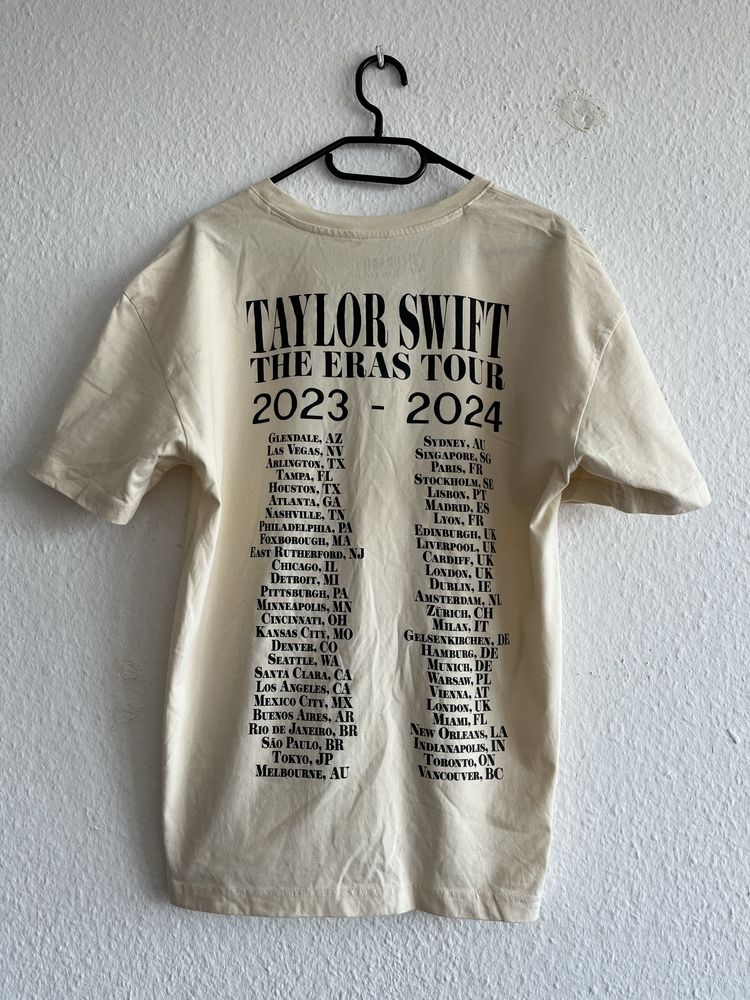 TAYLOR SWIFT
THE ERAS TOUR
2023 - 2024
GLENDALE, AZ
LAS VEGAS, NV
ARLINGTON, TX
TAMPA, FL
HOUSTON, TX
ATLANTA, GA
NASHVILLE, TN
PHILADELPHIA, PA
FOXBOROUGH, MA
EAST RUTHERFORD, NJ
CHICAGO, IL
DETROIT, MI
PITTSBURGH, PA
MINNEAPOLIS, MN
CINCINNATI, OH
KANSAS CITY, MO
DENVER, CO
SEATTLE, WA
SANTA CLARA, CA
LOS ANGELES, CA
MEXICO CITY, MX
BUENOS AIRES, AR
RIO DE JANEIRO, BR
SÃO PAULO, BR
TOKYO, JP
MELBOURNE, AU
SYDNEY, AU
SINGAPORE, SG
PARIS, FR
STOCKHOLM, SE
LISBON, PT
MADRID, ES
LYON, FR
EDINBURGH, UK
LIVERPOOL, UK
CARDIFF, UK
LONDON, UK
DUBLIN, IE
AMSTERDAM, NL
ZÜRICH, CH
MILAN, IT
GELSENKIRCHEN, DE
HAMBURG, DE
MUNICH, DE
WARSAW, PL
VIENNA, AT
LONDON, UK
MIAMI, FL
NEW ORLEANS, LA
INDIANAPOLIS, IN
TORONTO, ON
VANCOUVER, BC